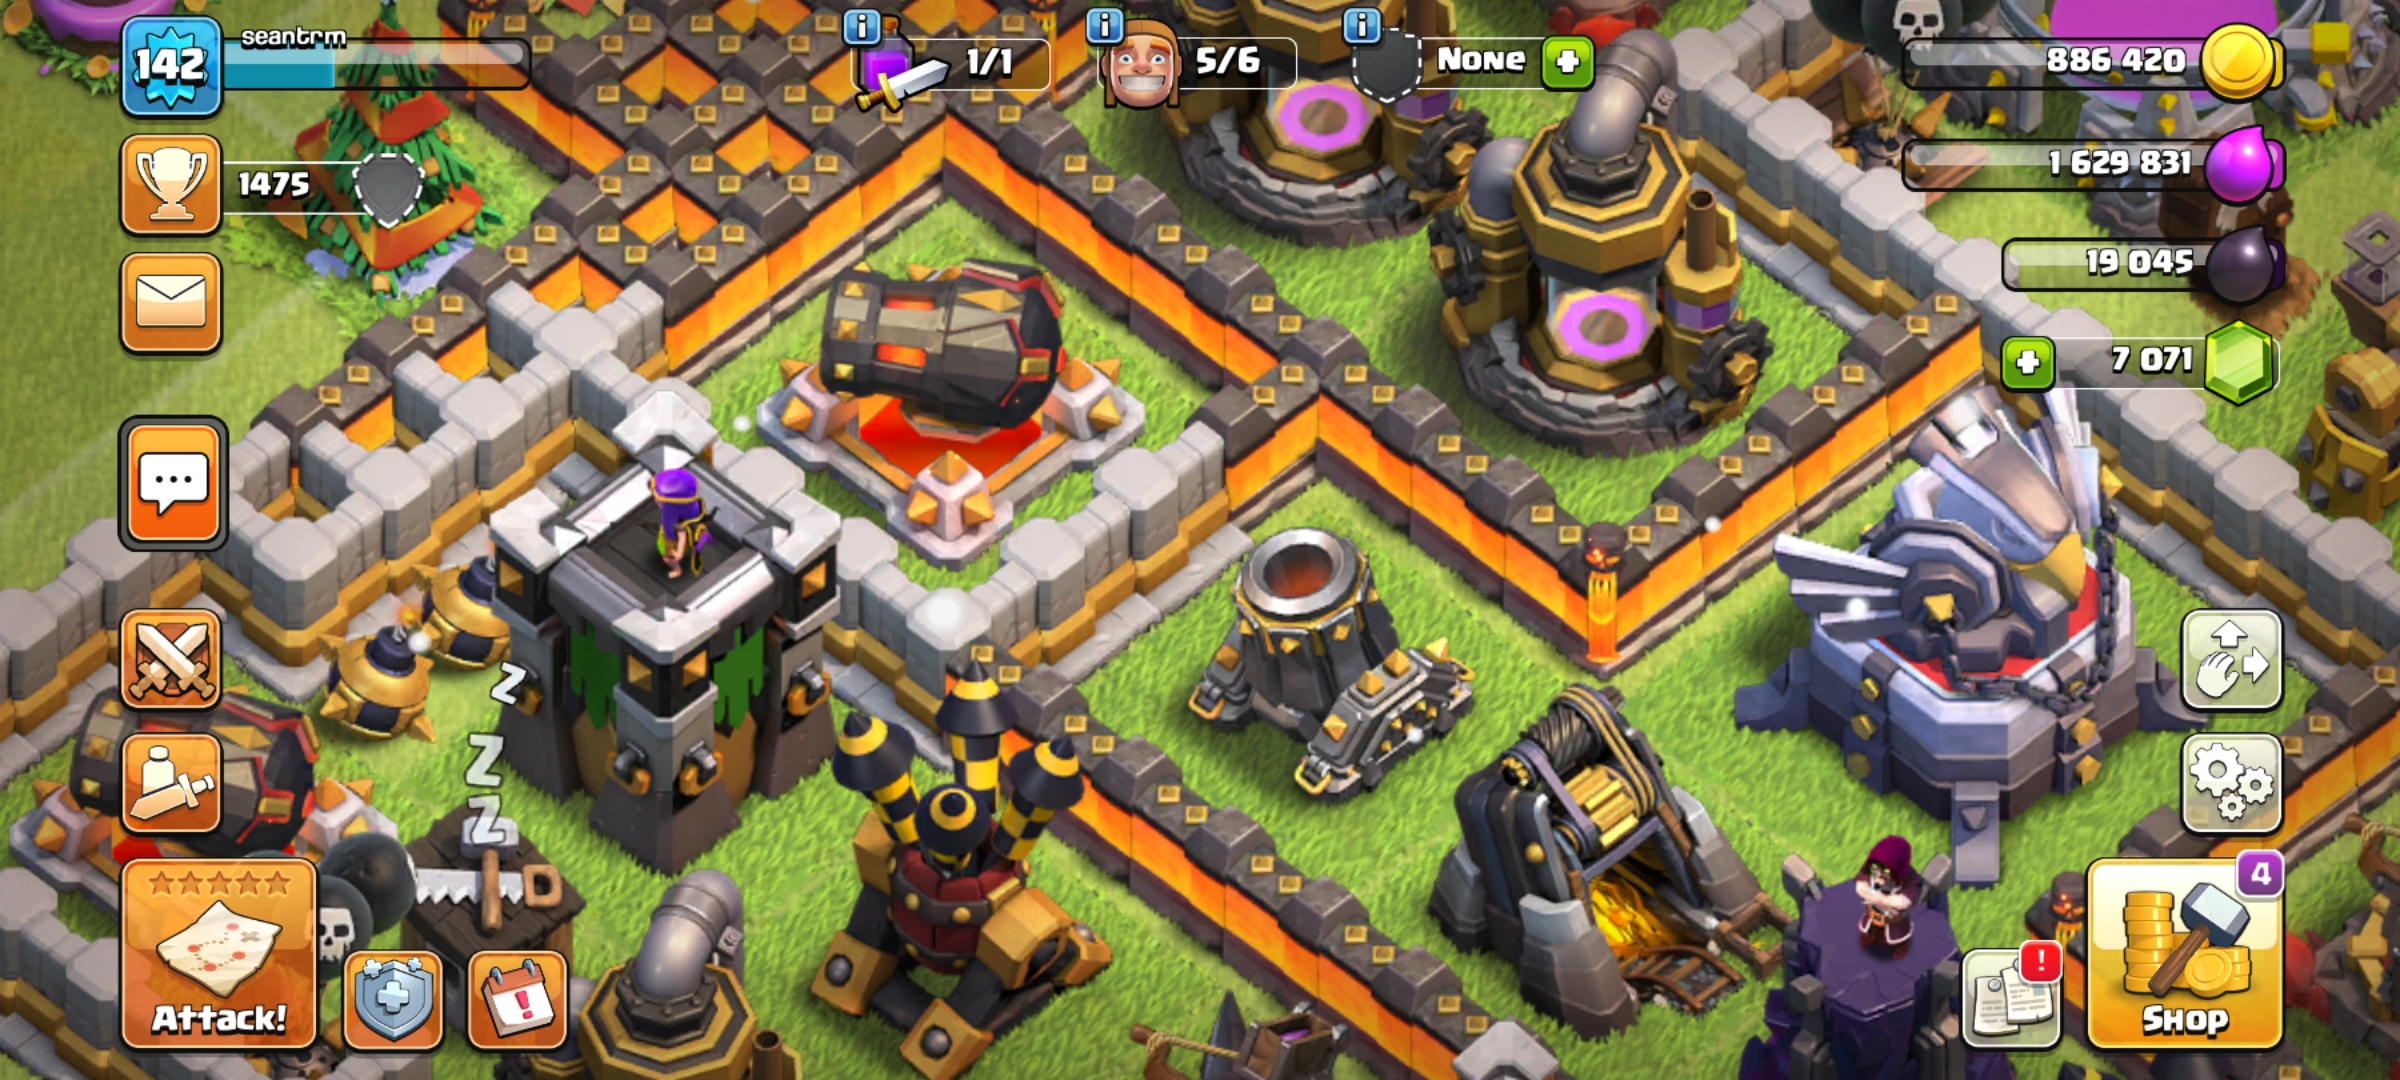 142
seantrm
1/1
5/6
None
886 420
1475
1 629 831
19 045
7 071
Z
Z
Z
4
Attack!
Shop